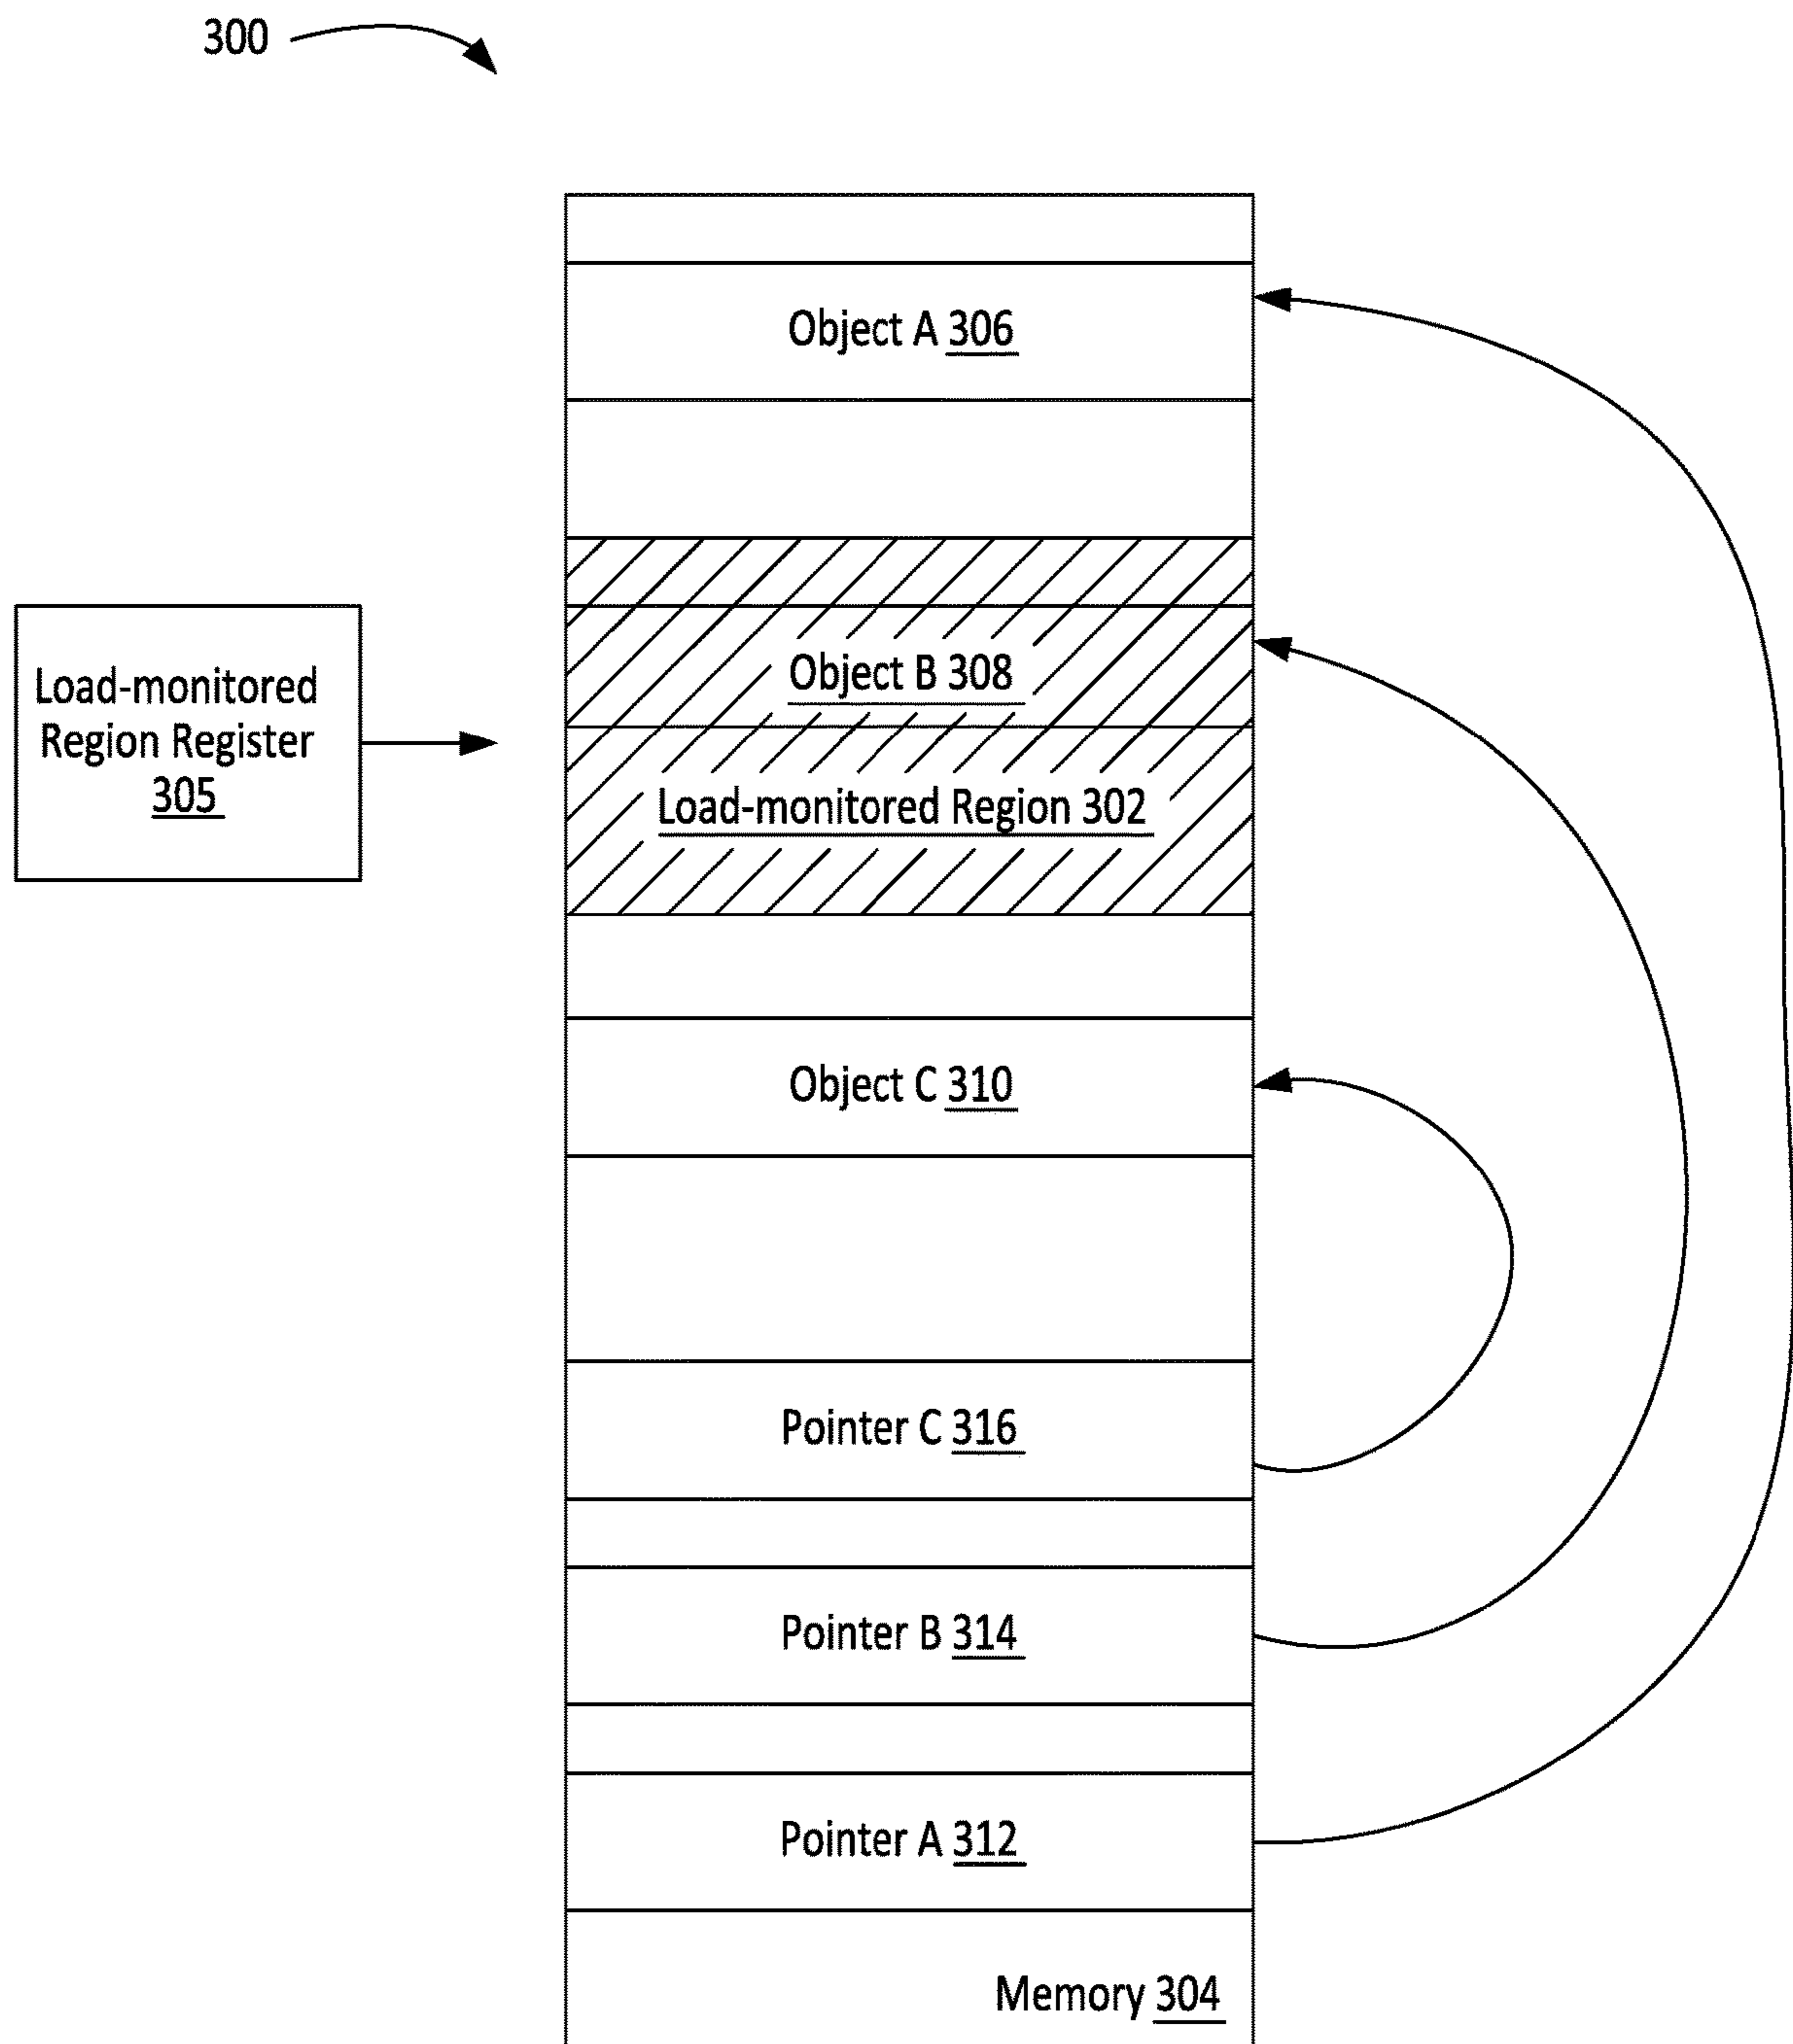 300
Object A 306
Object B 308
Load-monitored
Region Register
305
Load-monitored Region 302
Object C 310
Pointer C 316
Pointer B 314
Pointer A 312
Memory 304